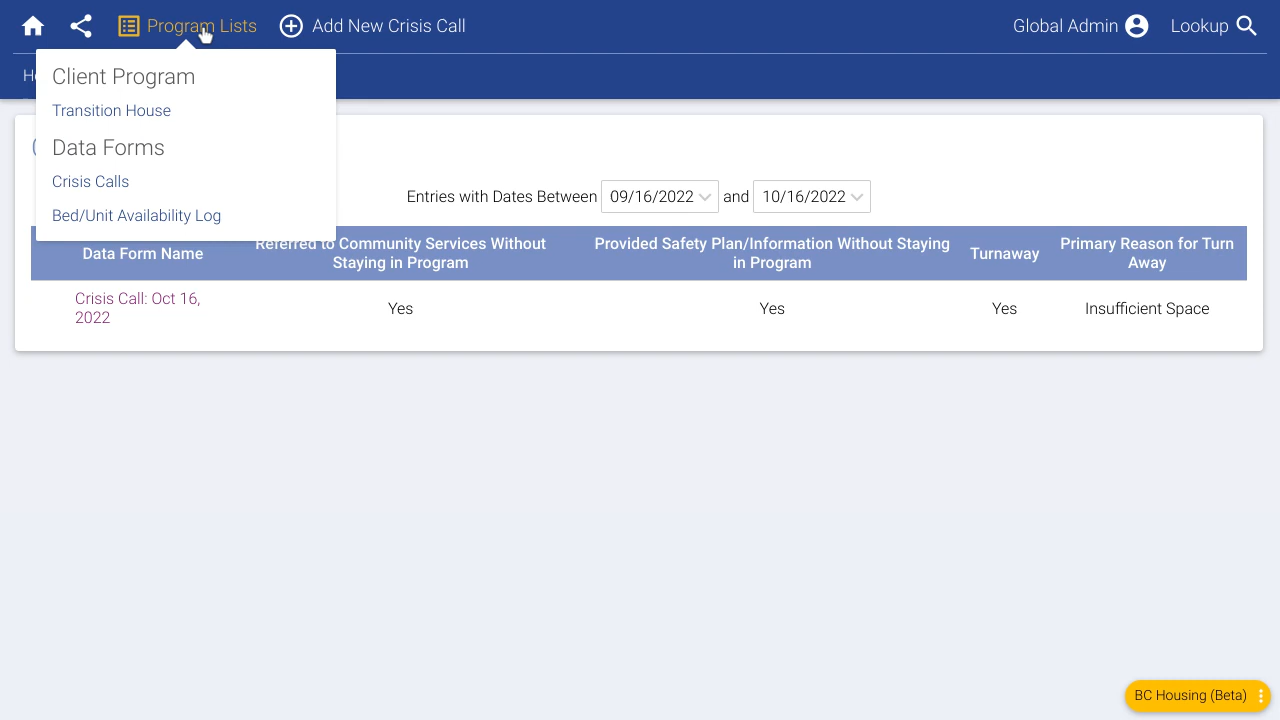 Program Lists
Add New Crisis Call
Global Admin
Lookup
Client Program
Transition House
Data Forms
Crisis Calls
Bed/Unit Availability Log
Entries with Dates Between 09/16/2022 and 10/16/2022
Data Form Name
Referred to Community Services Without
Staying in Program
Provided Safety Plan/Information Without Staying
in Program
Turnaway
Primary Reason for Turn
Away
Crisis Call: Oct 16,
2022
Yes
Yes
Yes
Insufficient Space
BC Housing (Beta)